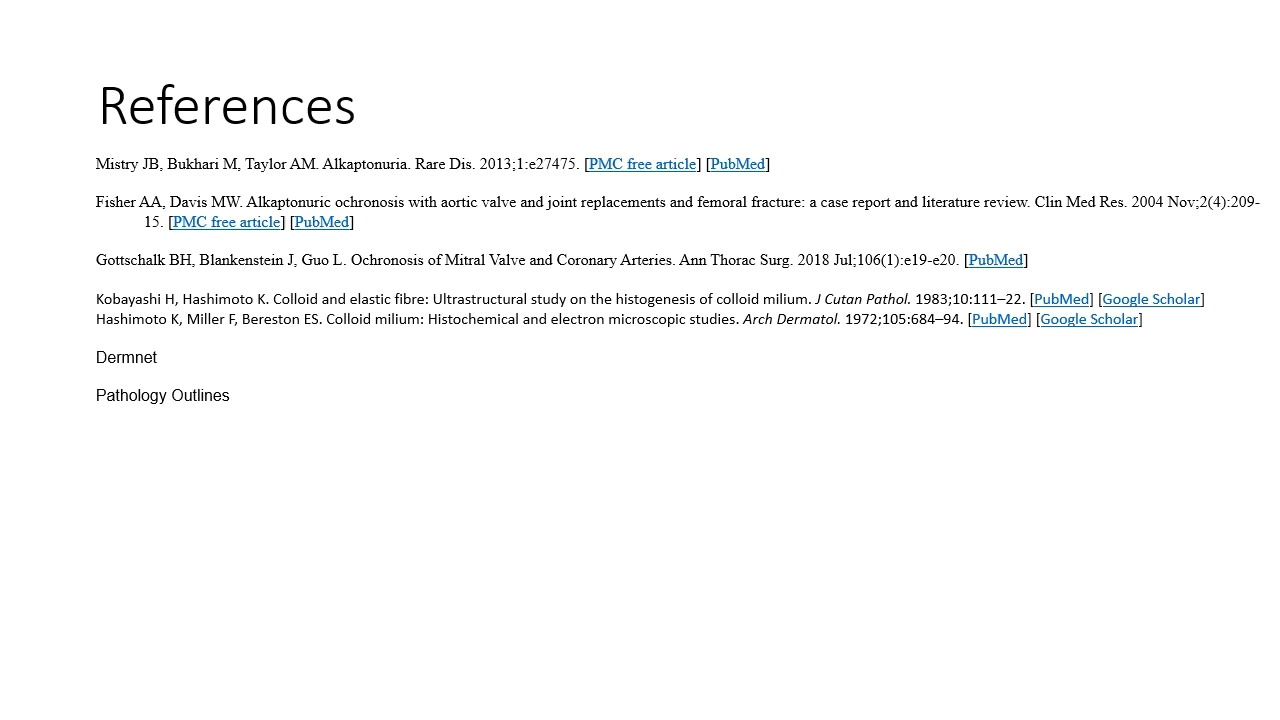 References
Mistry JB, Bukhari M, Taylor AM. Alkaptonuria. Rare Dis. 2013;1:e27475. [PMC free article] [PubMed]
Fisher AA, Davis MW. Alkaptonuric ochronosis with aortic valve and joint replacements and femoral fracture: a case report and literature review. Clin Med Res. 2004 Nov;2(4):209-
15. [PMC free article] [PubMed]
Gottschalk BH, Blankenstein J, Guo L. Ochronosis of Mitral Valve and Coronary Arteries. Ann Thorac Surg. 2018 Jul;106(1):e19-e20. [PubMed]
Kobayashi H, Hashimoto K. Colloid and elastic fibre: Ultrastructural study on the histogenesis of colloid milium. J Cutan Pathol. 1983;10:111–22. [PubMed] [Google Scholar]
Hashimoto K, Miller F, Bereston ES. Colloid milium: Histochemical and electron microscopic studies. Arch Dermatol. 1972;105:684–94. [PubMed] [Google Scholar]
Dermnet
Pathology Outlines